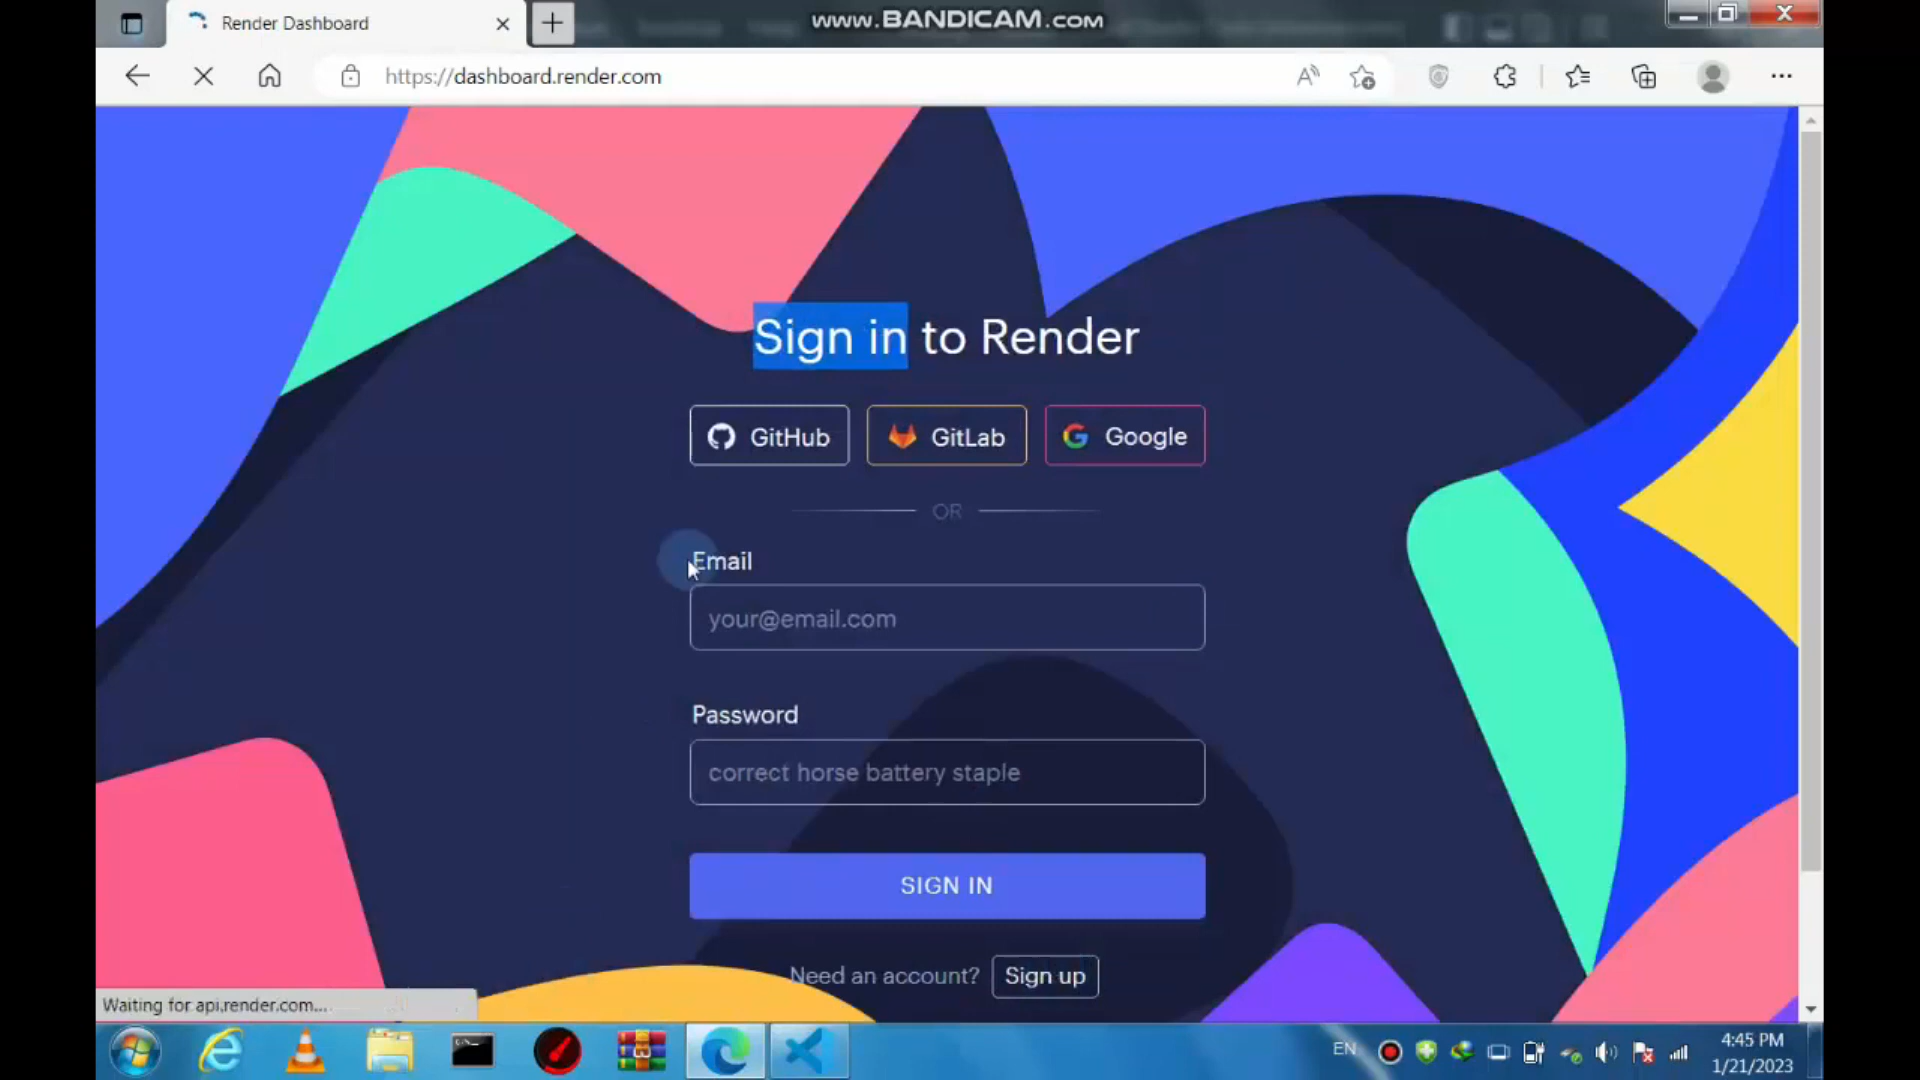 Render Dashboard
www.BANDICAM.com
https://dashboard.render.com
Sign in to Render
GitHub
GitLab
Google
OR
Email
your@email.com
Password
correct horse battery staple
SIGN IN
Need an account? Sign up
Waiting for api.render.com...
EN
4:45 PM
1/21/2023